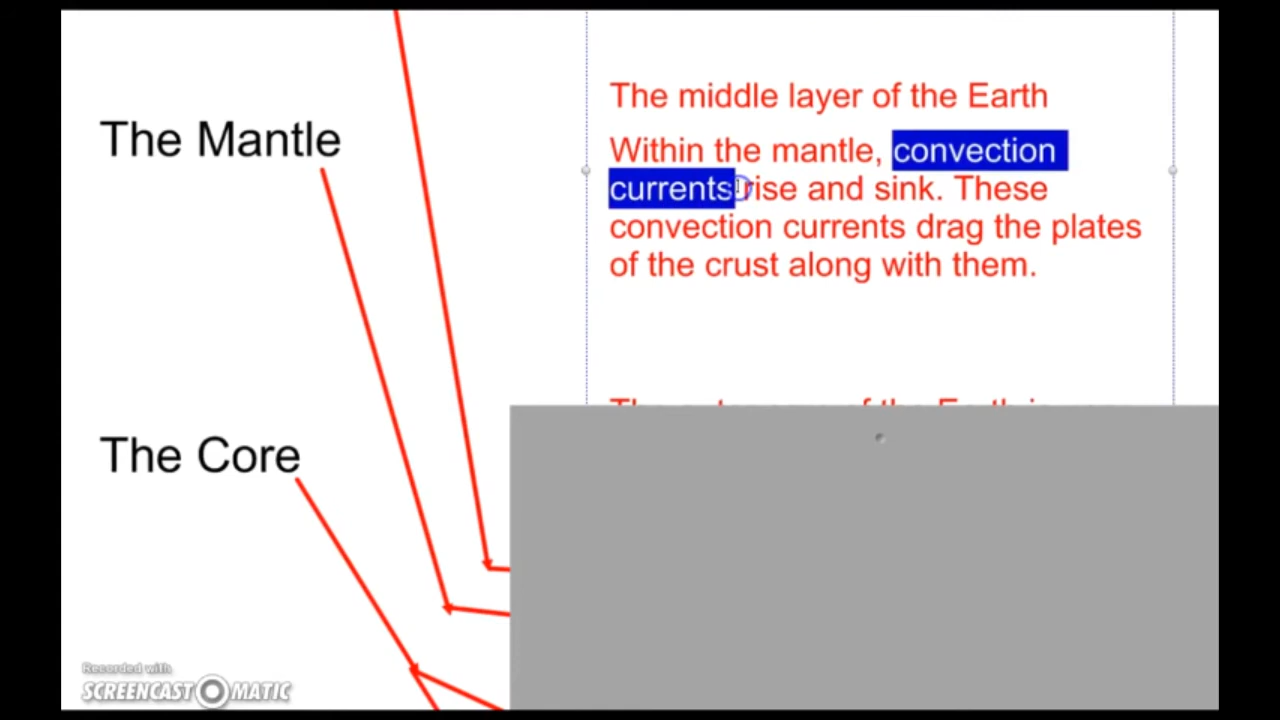 The Mantle
The middle layer of the Earth
Within the mantle, convection
currents rise and sink. These
convection currents drag the plates
of the crust along with them.
The Core
Recorded with
SCREENCAST MATIC